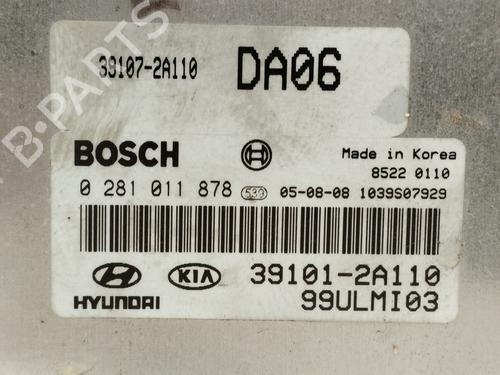 39107-2A110 DA06
BOSCH Made in Korea
8522 0110
0 281 011 878 539 05-08-08 1039S07929
HYUNDAI KIA 39101-2A110
99ULMI03
B-PARTS